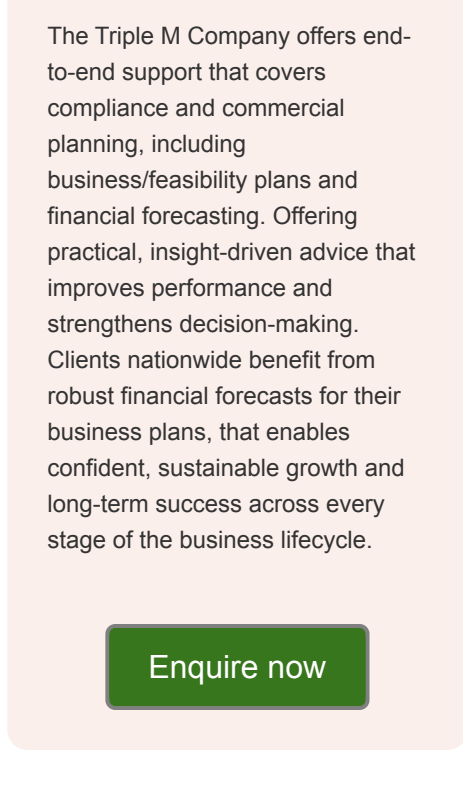 The Triple M Company offers end-
to-end support that covers
compliance and commercial
planning, including
business/feasibility plans and
financial forecasting. Offering
practical, insight-driven advice that
improves performance and
strengthens decision-making.
Clients nationwide benefit from
robust financial forecasts for their
business plans, that enables
confident, sustainable growth and
long-term success across every
stage of the business lifecycle.
Enquire now